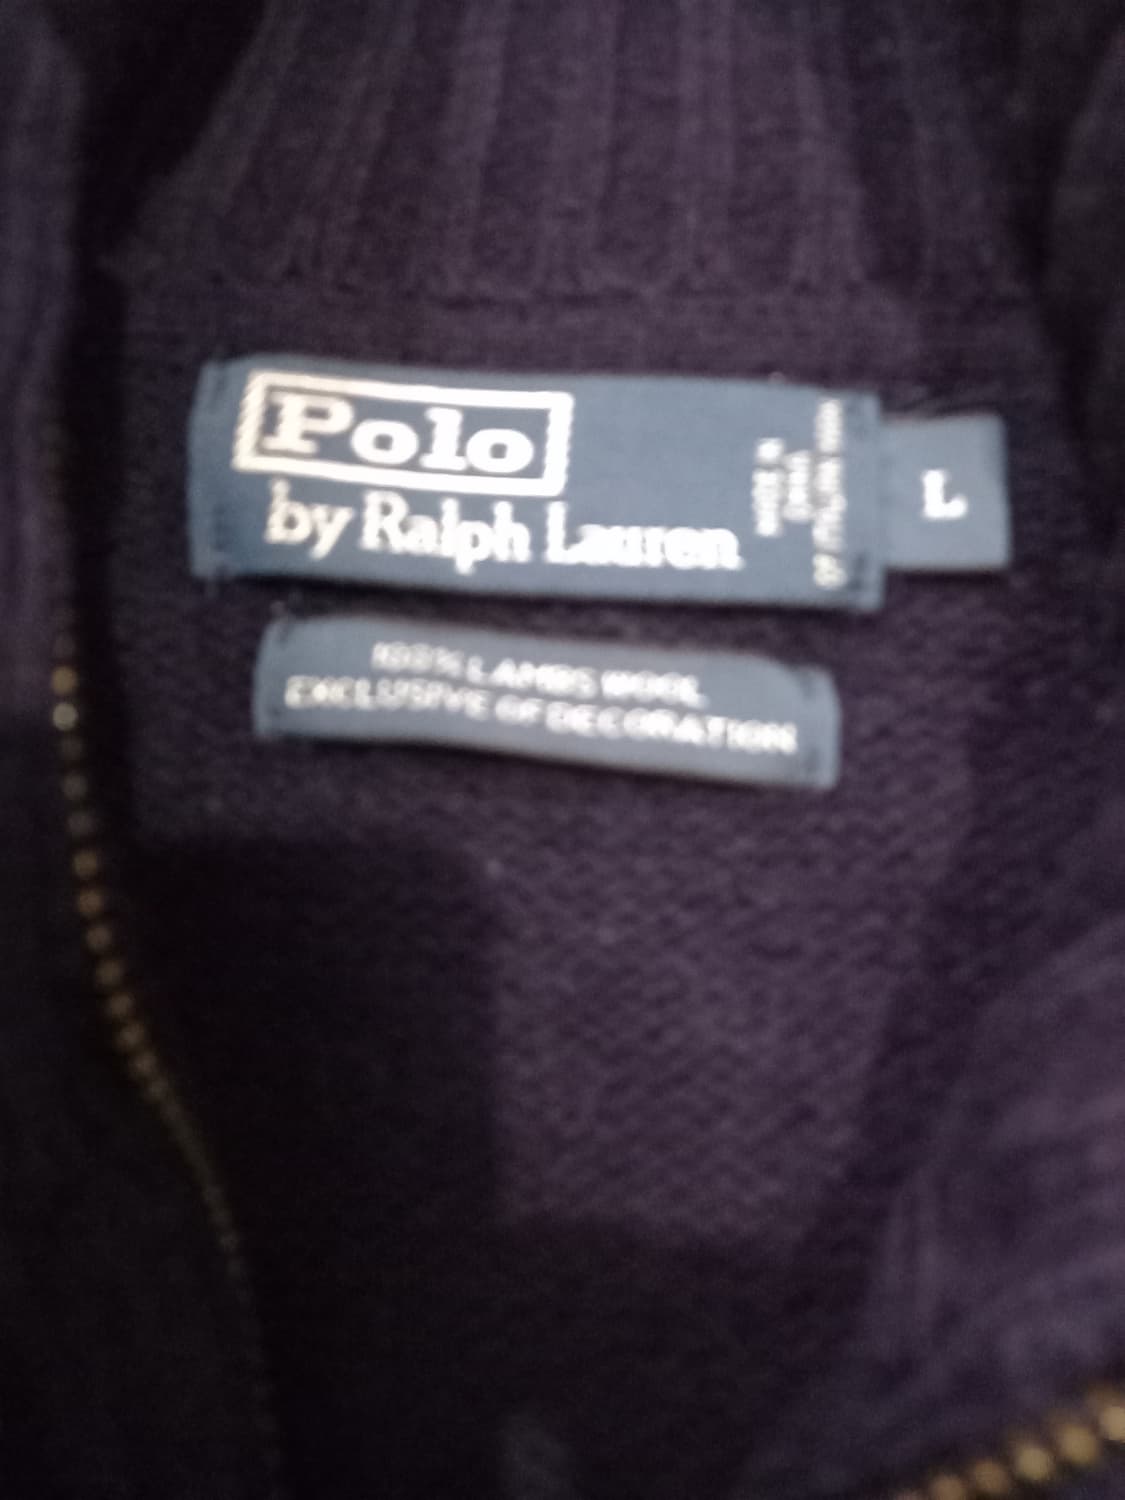 Polo
by Ralph Lauren
L
100% LAMBS WOOL
EXCLUSIVE OF DECORATION